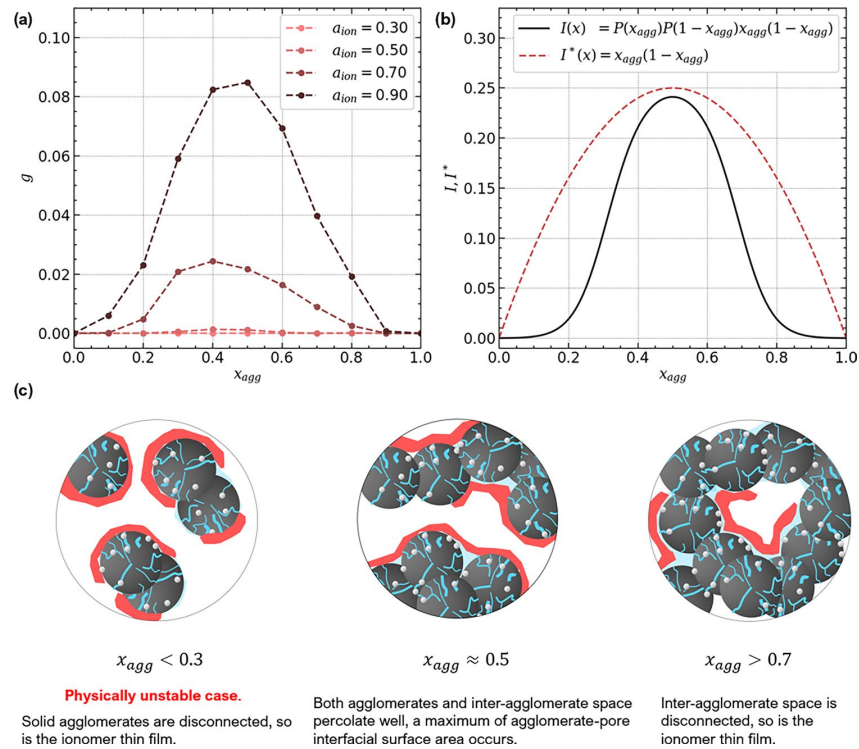 (a)
0.10
0.08
0.06
0.04
0.02
0.00
g
a_ion = 0.30
a_ion = 0.50
a_ion = 0.70
a_ion = 0.90
0.0 0.2 0.4 0.6 0.8 1.0
x_agg
(b)
0.30
0.25
0.20
0.15
0.10
0.05
0.00
I, I*
I(x) = P(x_agg)P(1 − x_agg)x_agg(1 − x_agg)
I*(x) = x_agg(1 − x_agg)
0.0 0.2 0.4 0.6 0.8 1.0
x_agg
(c)
x_agg < 0.3
Physically unstable case.
Solid agglomerates are disconnected, so
is the ionomer thin film.
x_agg ≈ 0.5
Both agglomerates and inter-agglomerate space
percolate well, a maximum of agglomerate-pore
interfacial surface area occurs.
x_agg > 0.7
Inter-agglomerate space is
disconnected, so is the
ionomer thin film.